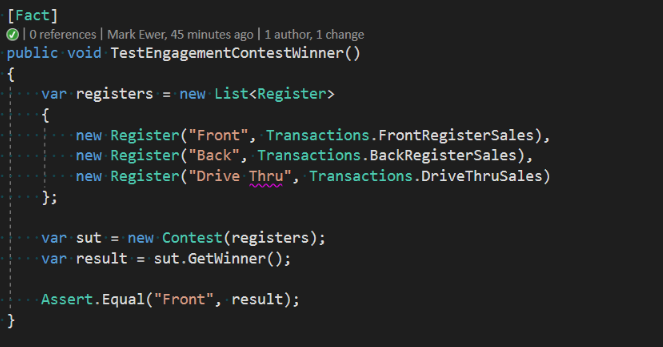 [Fact]
| 0 references | Mark Ewer, 45 minutes ago | 1 author, 1 change
public void TestEngagementContestWinner()
{
var registers = new List<Register>
{
new Register("Front", Transactions.FrontRegisterSales),
new Register("Back", Transactions.BackRegisterSales),
new Register("Drive Thru", Transactions.DriveThruSales)
};
var sut = new Contest(registers);
var result = sut.GetWinner();
Assert.Equal("Front", result);
}